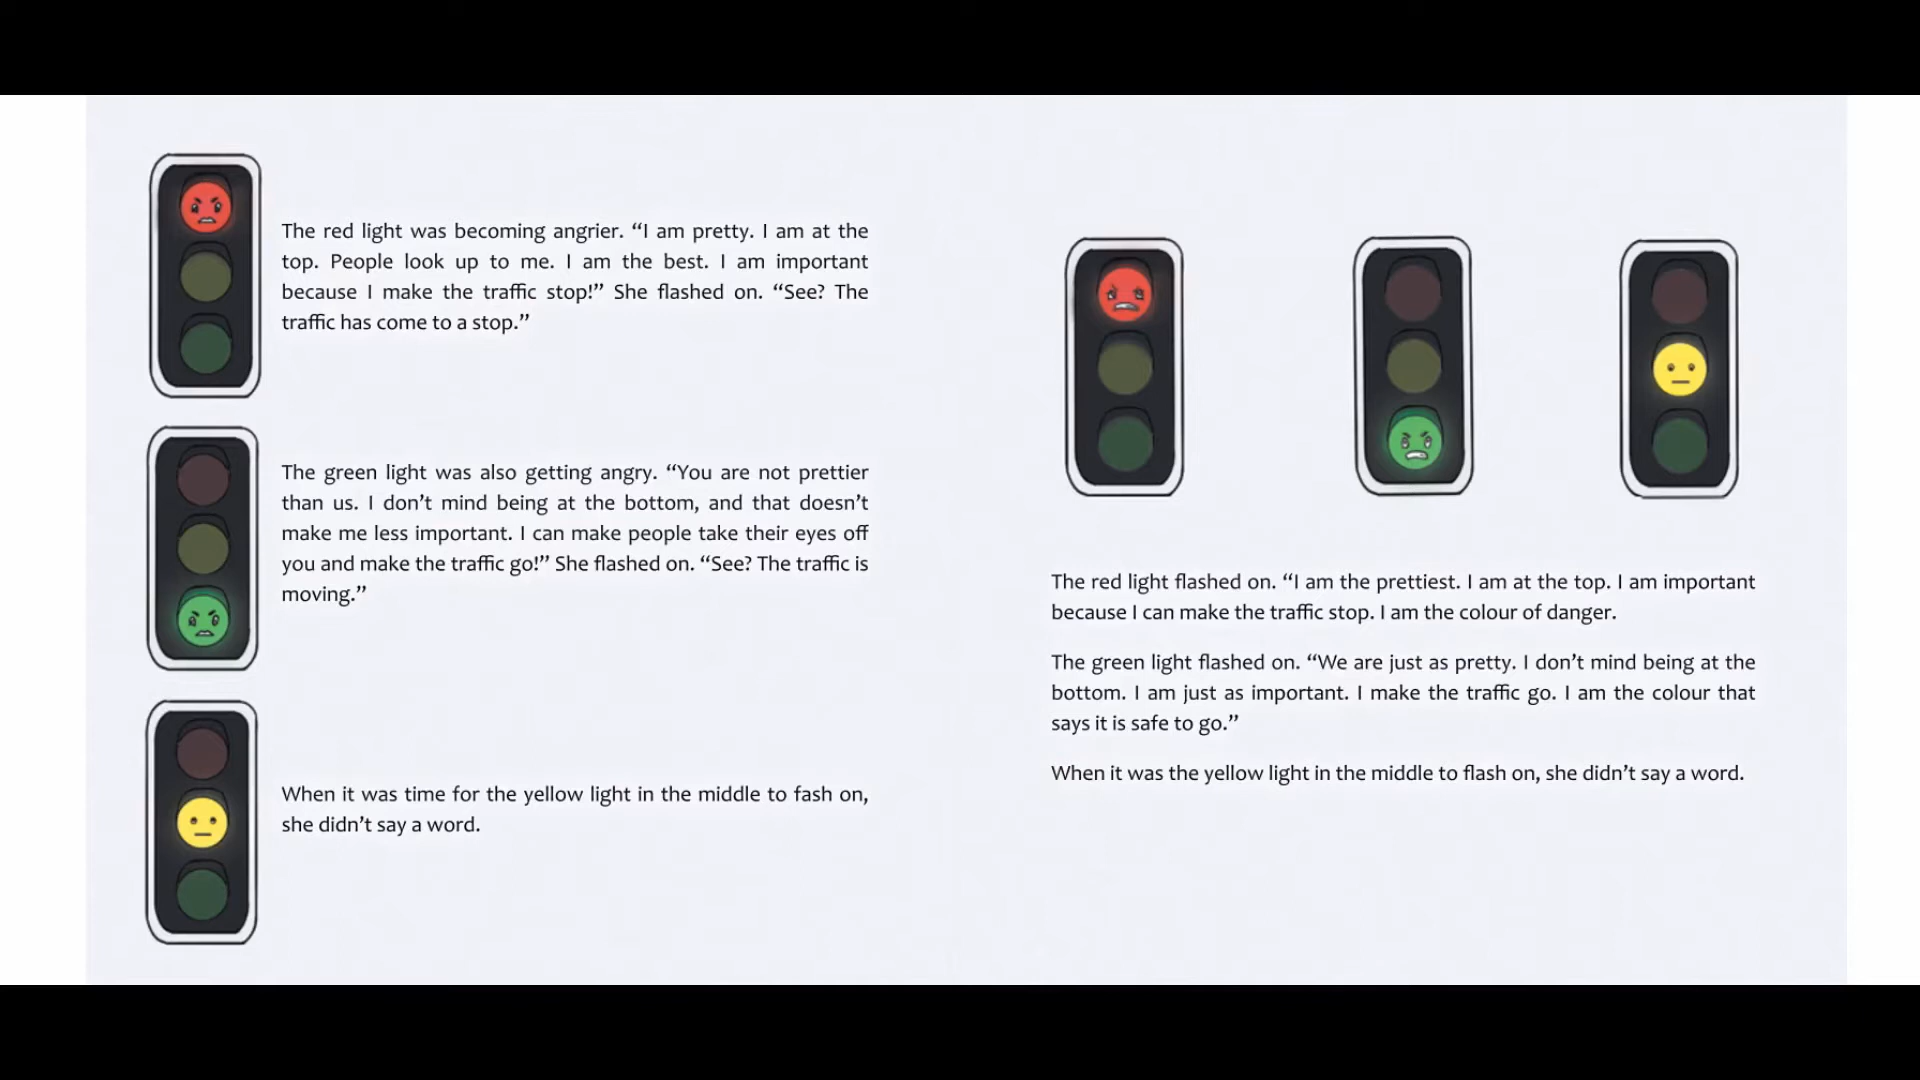 The red light was becoming angrier. “I am pretty. I am at the
top. People look up to me. I am the best. I am important
because I make the traffic stop!” She flashed on. “See? The
traffic has come to a stop.”
The green light was also getting angry. “You are not prettier
than us. I don’t mind being at the bottom, and that doesn’t
make me less important. I can make people take their eyes off
you and make the traffic go!” She flashed on. “See? The traffic is
moving.”
When it was time for the yellow light in the middle to fash on,
she didn’t say a word.
The red light flashed on. “I am the prettiest. I am at the top. I am important
because I can make the traffic stop. I am the colour of danger.
The green light flashed on. “We are just as pretty. I don’t mind being at the
bottom. I am just as important. I make the traffic go. I am the colour that
says it is safe to go.”
When it was the yellow light in the middle to flash on, she didn’t say a word.